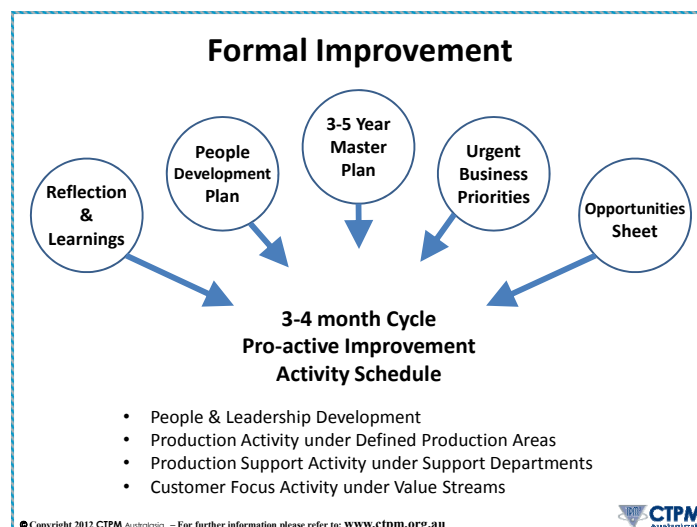 Formal Improvement
Reflection
&
Learnings
People
Development
Plan
3-5 Year
Master
Plan
Urgent
Business
Priorities
Opportunities
Sheet
3-4 month Cycle
Pro-active Improvement
Activity Schedule
• People & Leadership Development
• Production Activity under Defined Production Areas
• Production Support Activity under Support Departments
• Customer Focus Activity under Value Streams
© Copyright 2012 CTPM Australasia – For further information please refer to: www.ctpm.org.au
CTPM